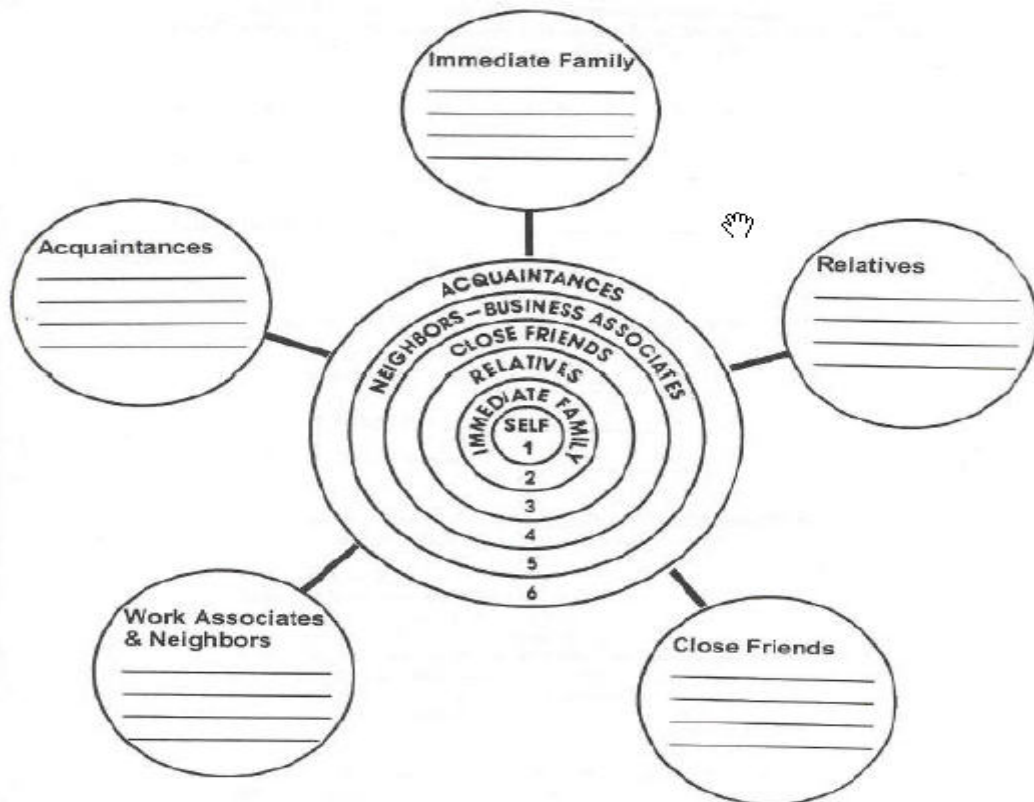 Immediate Family
Acquaintances
Relatives
ACQUAINTANCES
NEIGHBORS – BUSINESS ASSOCIATES
CLOSE FRIENDS
RELATIVES
IMMEDIATE FAMILY
SELF
1
2
3
4
5
6
Work Associates
& Neighbors
Close Friends